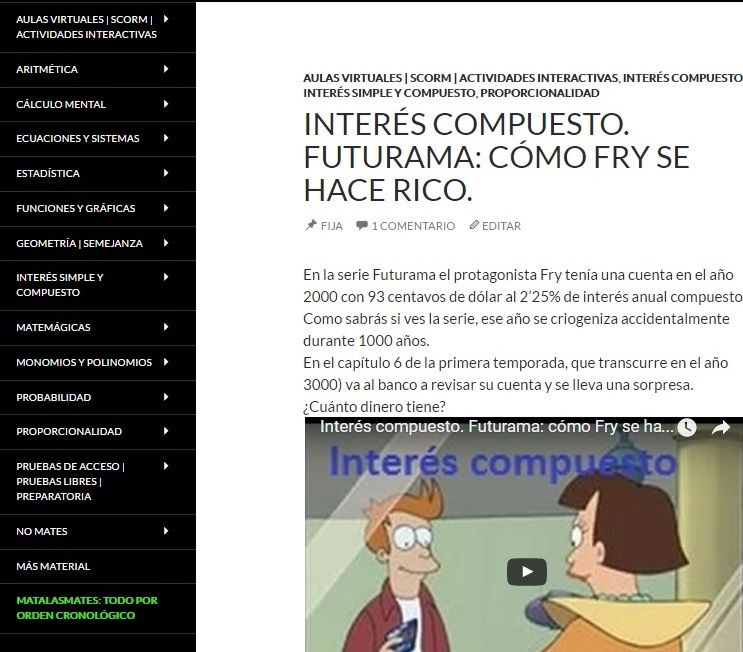 AULAS VIRTUALES | SCORM |
ACTIVIDADES INTERACTIVAS
ARITMÉTICA
CÁLCULO MENTAL
ECUACIONES Y SISTEMAS
ESTADÍSTICA
FUNCIONES Y GRÁFICAS
GEOMETRÍA | SEMEJANZA
INTERÉS SIMPLE Y
COMPUESTO
MATEMÁGICAS
MONOMIOS Y POLINOMIOS
PROBABILIDAD
PROPORCIONALIDAD
PRUEBAS DE ACCESO |
PRUEBAS LIBRES |
PREPARATORIA
NO MATES
MÁS MATERIAL
MATALASMATES: TODO POR
ORDEN CRONOLÓGICO
AULAS VIRTUALES | SCORM | ACTIVIDADES INTERACTIVAS, INTERÉS COMPUESTO
INTERÉS SIMPLE Y COMPUESTO, PROPORCIONALIDAD
INTERÉS COMPUESTO.
FUTURAMA: CÓMO FRY SE
HACE RICO.
FIJA 1 COMENTARIO EDITAR
En la serie Futurama el protagonista Fry tenía una cuenta en el año
2000 con 93 centavos de dólar al 2'25% de interés anual compuesto
Como sabrás si ves la serie, ese año se criogeniza accidentalmente
durante 1000 años.
En el capítulo 6 de la primera temporada, que transcurre en el año
3000) va al banco a revisar su cuenta y se lleva una sorpresa.
¿Cuánto dinero tiene?
Interés compuesto. Futurama: cómo Fry se ha...
Interés compuesto